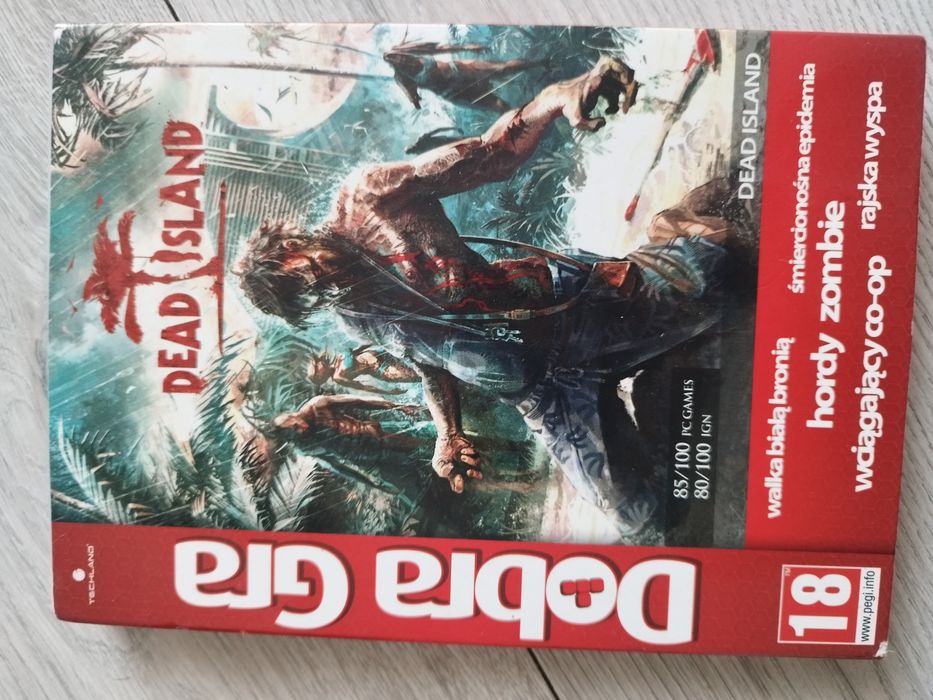 TECHLAND
Dobra Gra
DEAD ISLAND
85/100 PC GAMES
80/100 IGN
DEAD ISLAND
walka białą bronią śmiercionośna epidemia
hordy zombie
wciągający co-op rajska wyspa
18
TM
www.pegi.info